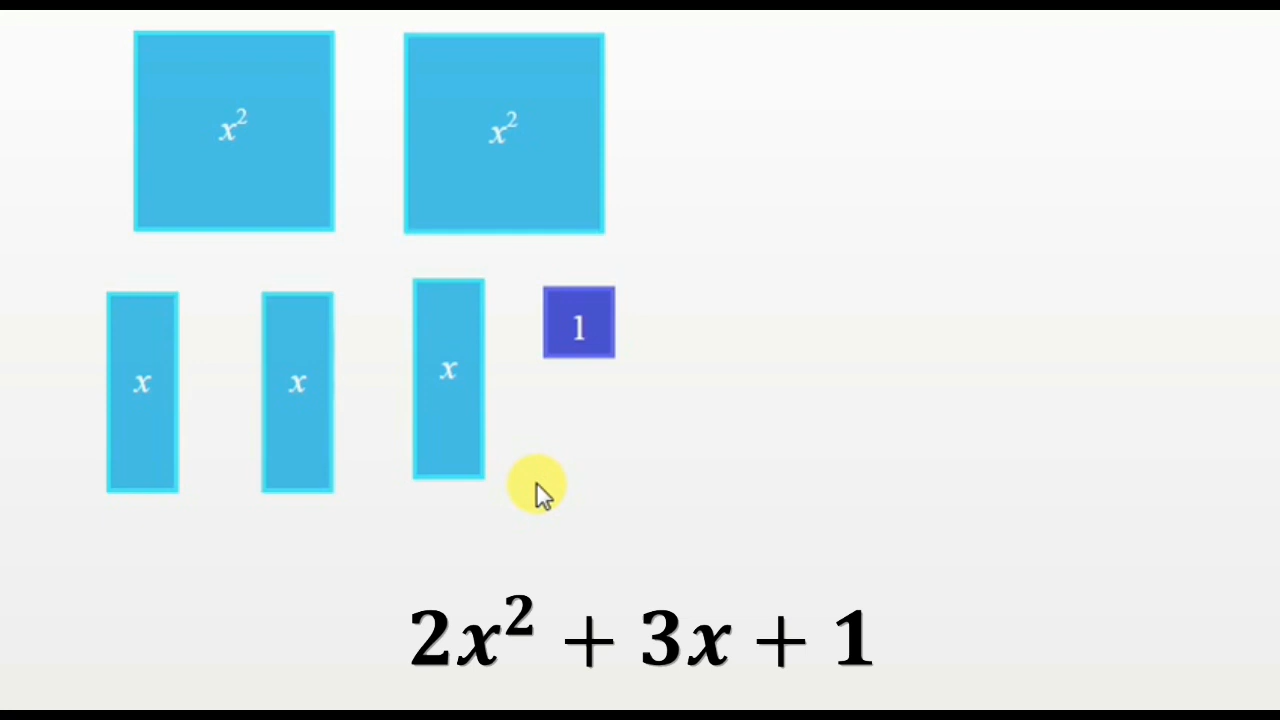 x² x²
x x x 1
2x² + 3x + 1